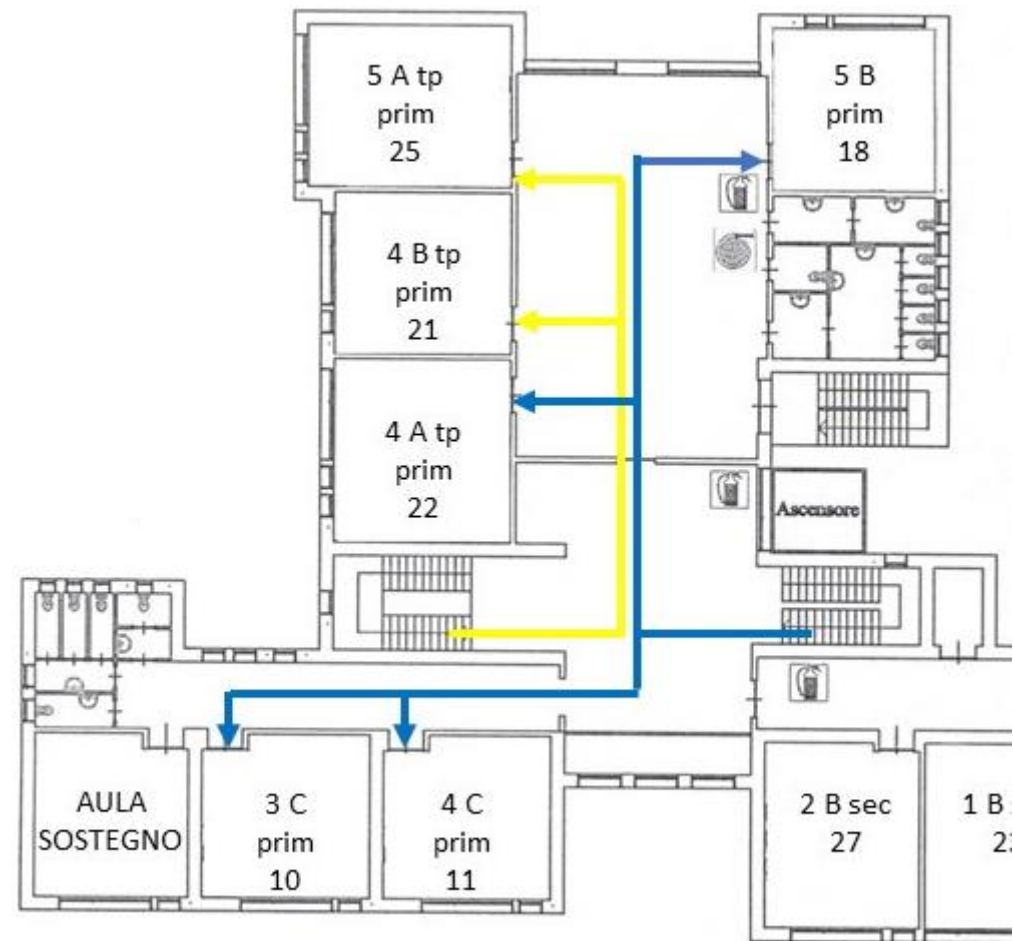 5 A tp
prim
25
5 B
prim
18
4 B tp
prim
21
4 A tp
prim
22
Ascensore
AULA
SOSTEGNO
3 C
prim
10
4 C
prim
11
2 B sec
27
1 B